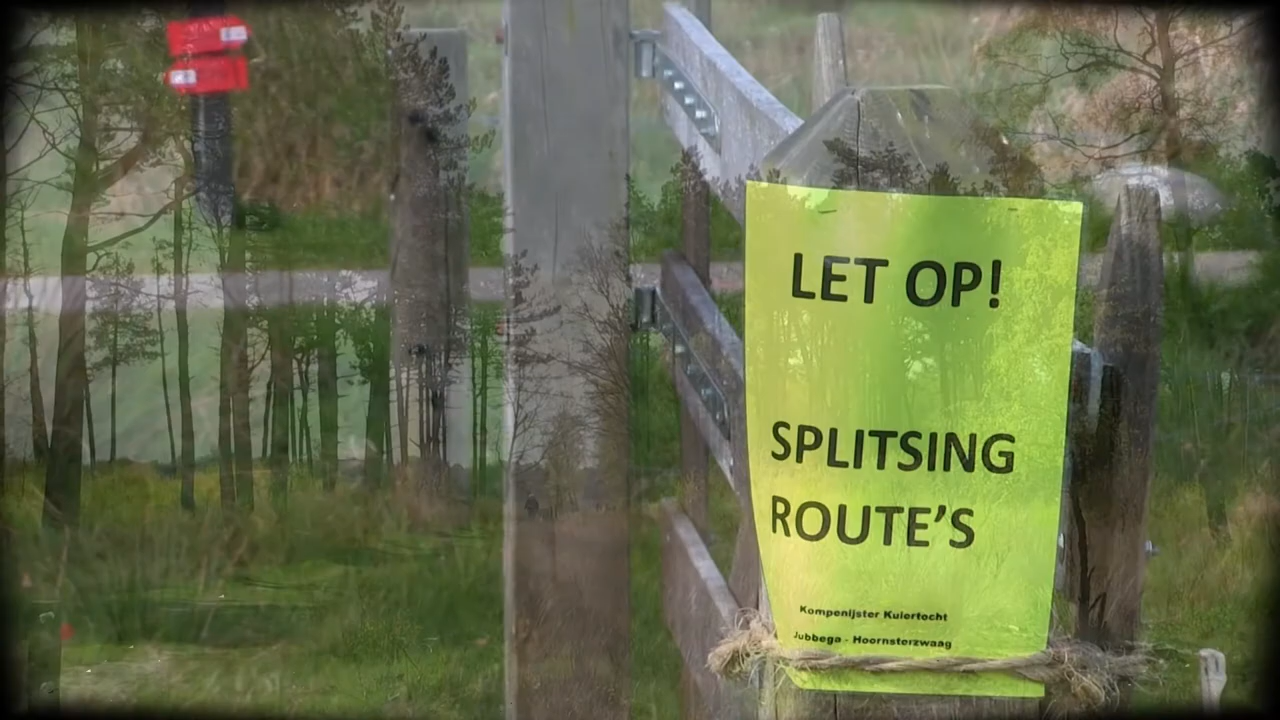 LET OP!
SPLITSING
ROUTE'S
Kompenijster Kuiertocht
Jubbega - Hoornsterzwaag